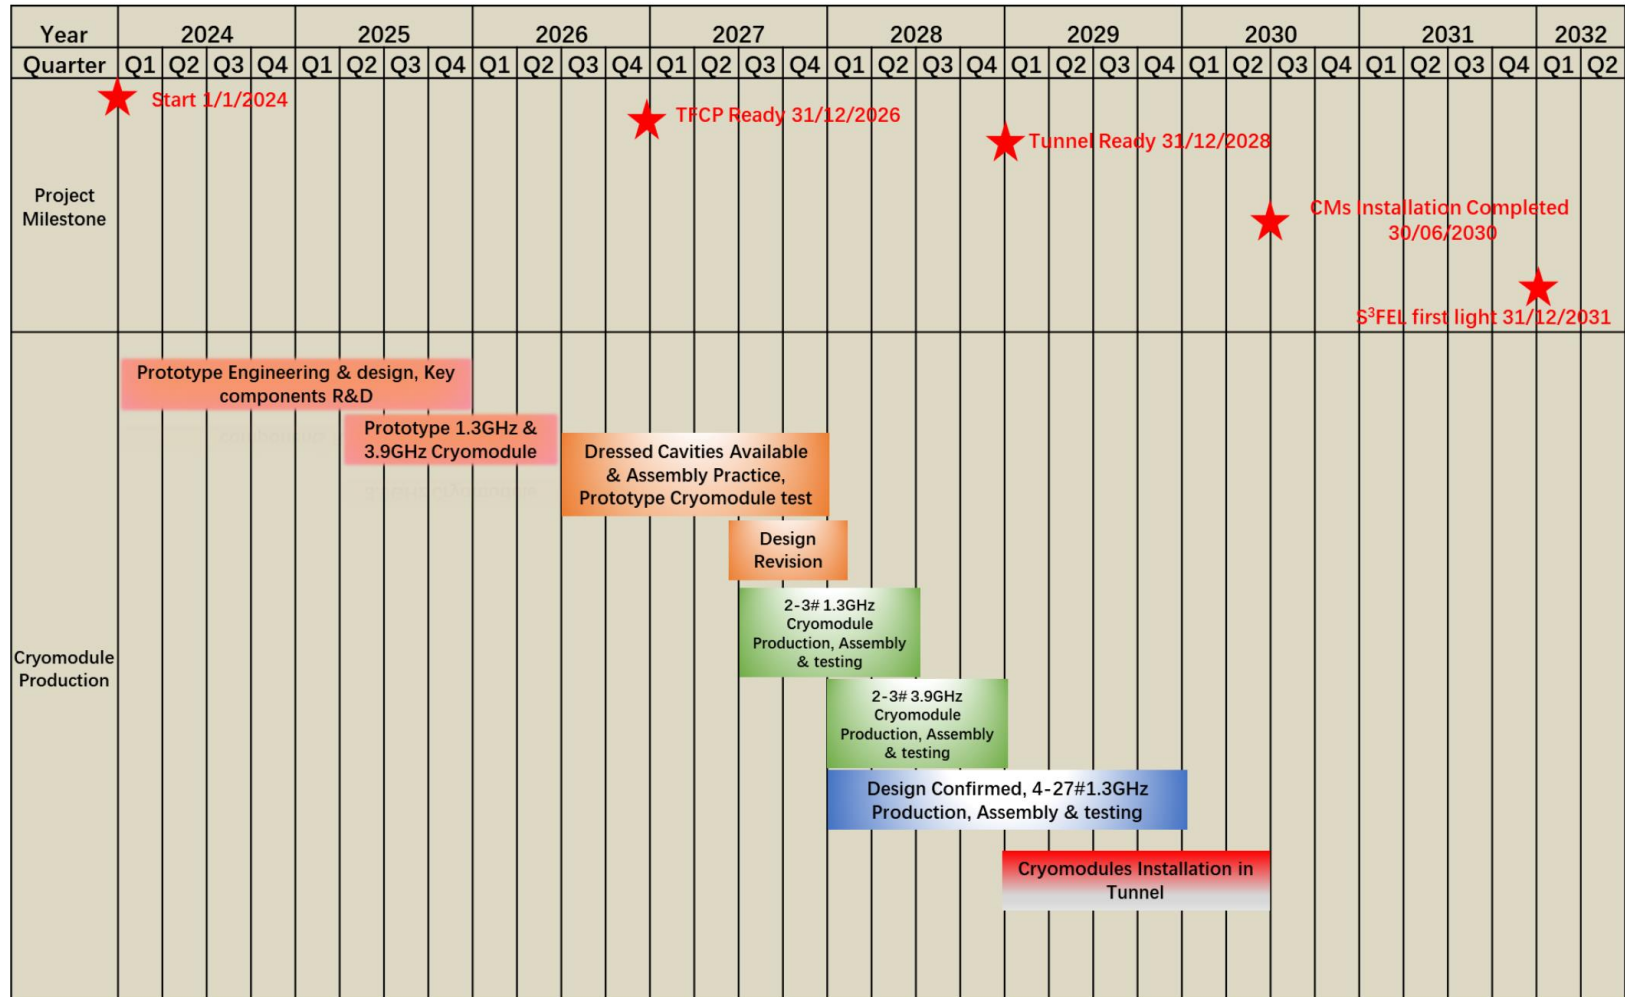 Year 2024 2025 2026 2027 2028 2029 2030 2031 2032
Quarter Q1 Q2 Q3 Q4 Q1 Q2 Q3 Q4 Q1 Q2 Q3 Q4 Q1 Q2 Q3 Q4 Q1 Q2 Q3 Q4 Q1 Q2 Q3 Q4 Q1 Q2 Q3 Q4 Q1 Q2 Q3 Q4 Q1 Q2
Project
Milestone
Start 1/1/2024
TFCP Ready 31/12/2026
Tunnel Ready 31/12/2028
CMs Installation Completed
30/06/2030
S³FEL first light 31/12/2031
Cryomodule
Production
Prototype Engineering & design, Key
components R&D
Prototype 1.3GHz &
3.9GHz Cryomodule
Dressed Cavities Available
& Assembly Practice,
Prototype Cryomodule test
Design
Revision
2-3# 1.3GHz
Cryomodule
Production, Assembly
& testing
2-3# 3.9GHz
Cryomodule
Production, Assembly
& testing
Design Confirmed, 4-27#1.3GHz
Production, Assembly & testing
Cryomodules Installation in
Tunnel